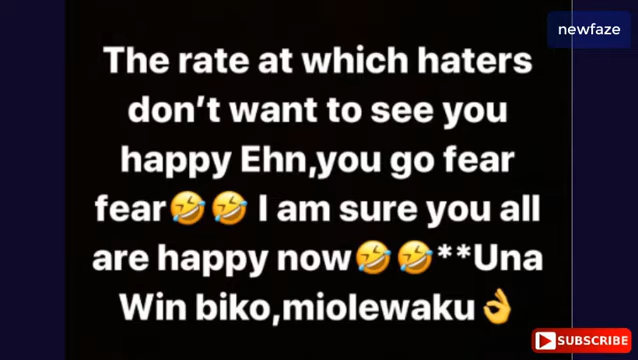 newfaze
The rate at which haters
don’t want to see you
happy Ehn,you go fear
fear🤣🤣 I am sure you all
are happy now🤣🤣**Una
Win biko,miolewaku👌
SUBSCRIBE